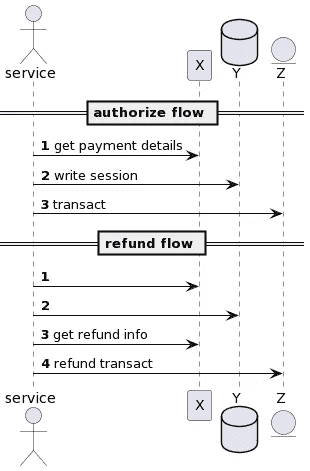 service X Y Z
authorize flow
1 get payment details
2 write session
3 transact
refund flow
1
2
3 get refund info
4 refund transact
service X Y Z